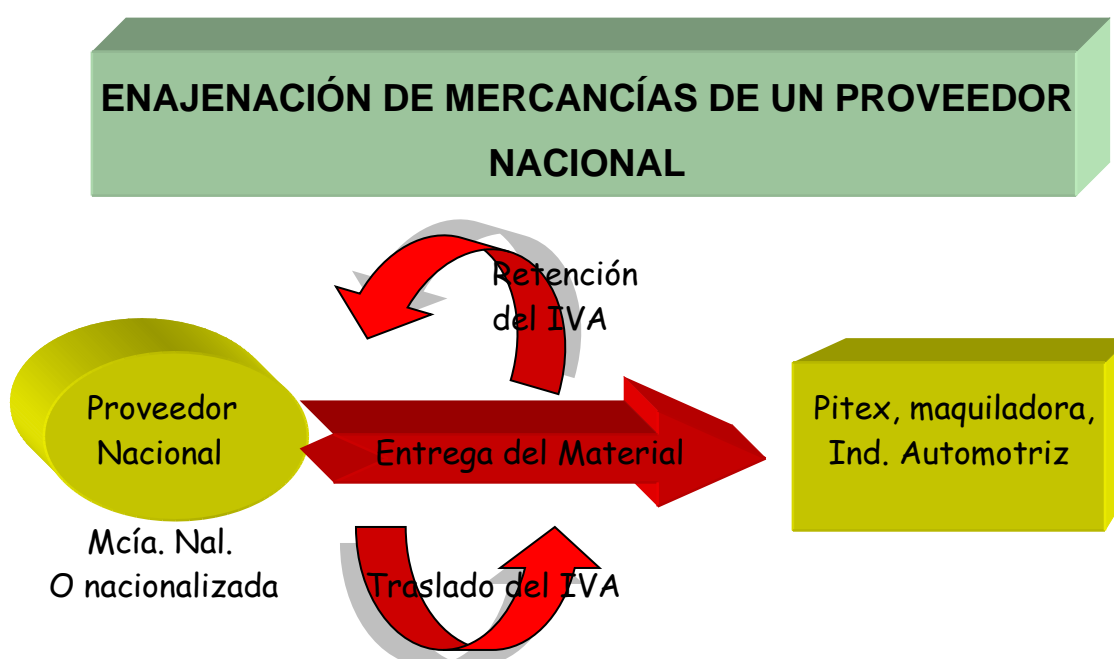 ENAJENACIÓN DE MERCANCÍAS DE UN PROVEEDOR
NACIONAL
Retención
del IVA
Proveedor
Nacional
Entrega del Material
Pitex, maquiladora,
Ind. Automotriz
Mcía. Nal.
O nacionalizada
Traslado del IVA